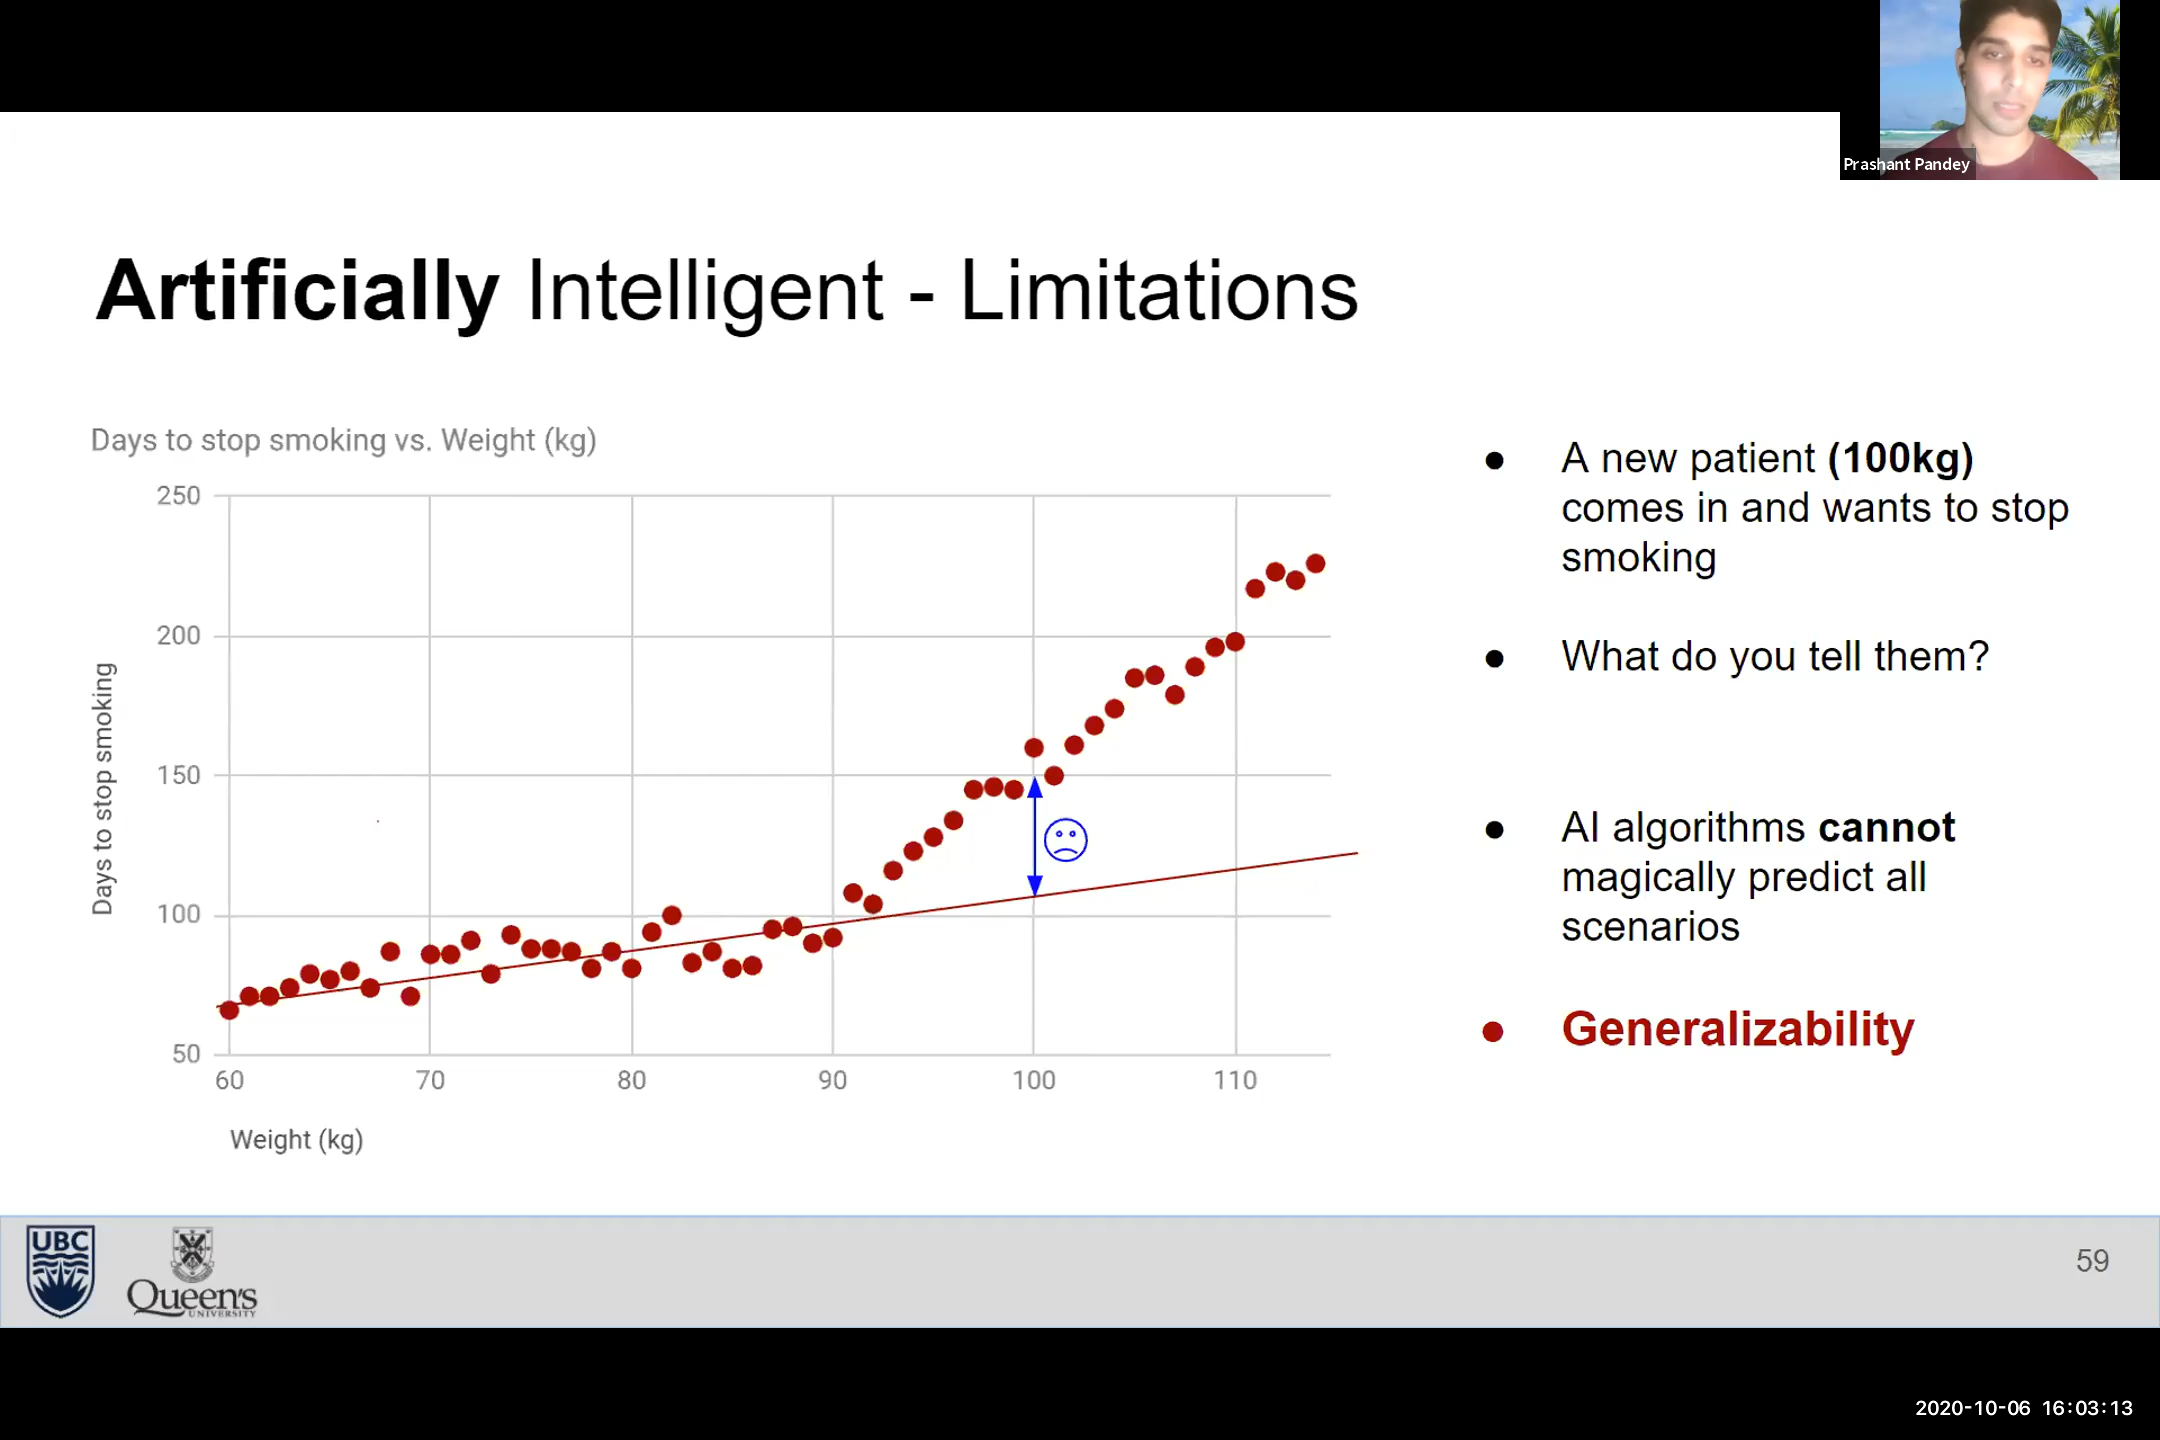 Prashant Pandey
Artificially Intelligent - Limitations
Days to stop smoking vs. Weight (kg)
250
200
150
100
50
Days to stop smoking
60 70 80 90 100 110
Weight (kg)
A new patient (100kg)
comes in and wants to stop
smoking
What do you tell them?
AI algorithms cannot
magically predict all
scenarios
Generalizability
UBC
Queen's
UNIVERSITY
59
2020-10-06 16:03:13